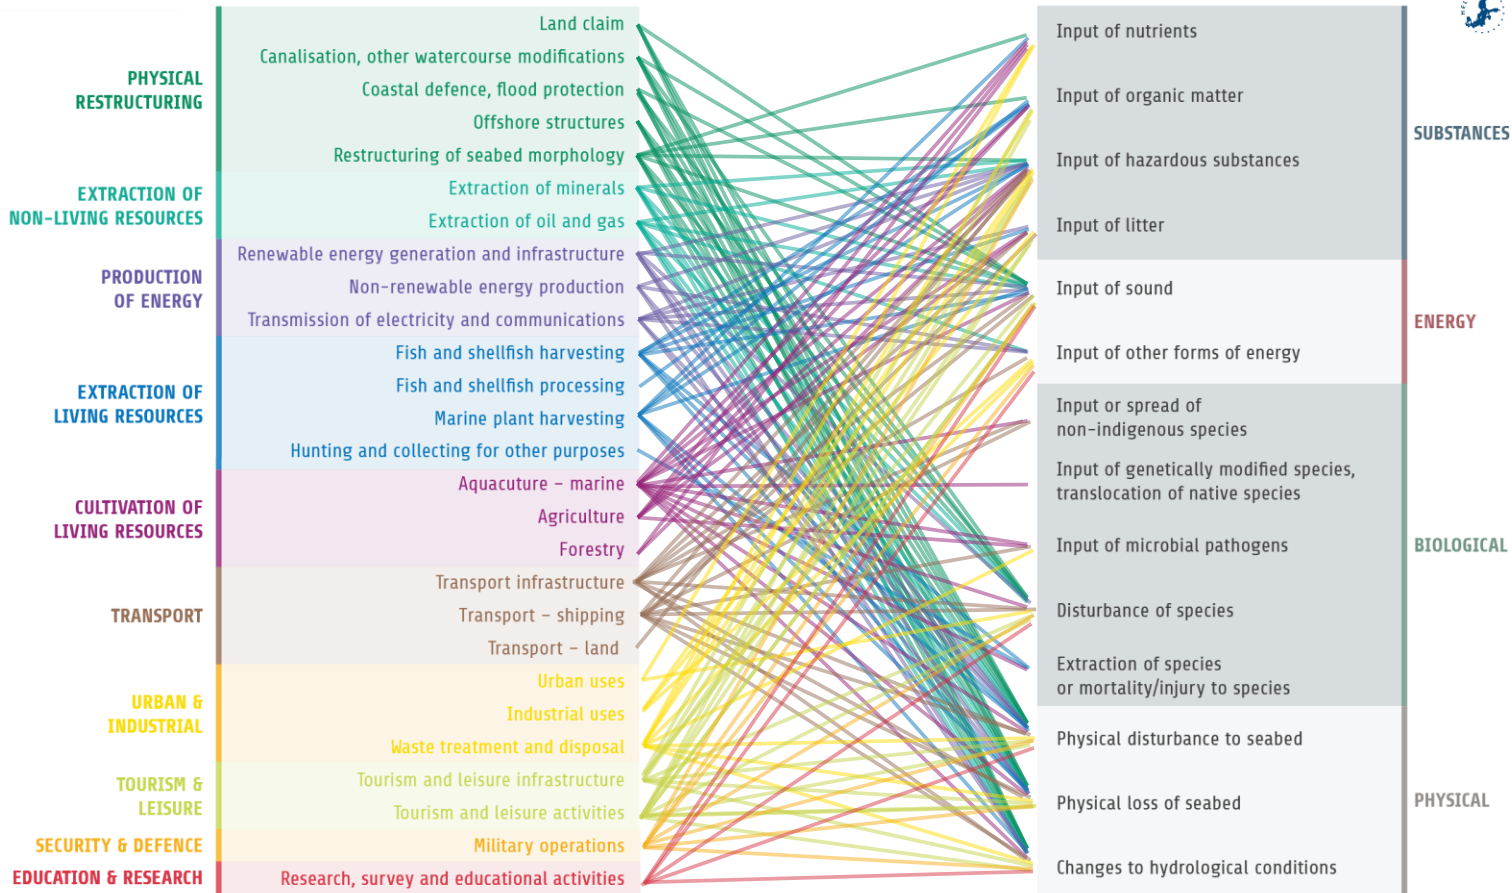 PHYSICAL
RESTRUCTURING
Land claim
Canalisation, other watercourse modifications
Coastal defence, flood protection
Offshore structures
Restructuring of seabed morphology
EXTRACTION OF
NON-LIVING RESOURCES
Extraction of minerals
Extraction of oil and gas
PRODUCTION
OF ENERGY
Renewable energy generation and infrastructure
Non-renewable energy production
Transmission of electricity and communications
EXTRACTION OF
LIVING RESOURCES
Fish and shellfish harvesting
Fish and shellfish processing
Marine plant harvesting
Hunting and collecting for other purposes
CULTIVATION OF
LIVING RESOURCES
Aquacuture – marine
Agriculture
Forestry
TRANSPORT
Transport infrastructure
Transport – shipping
Transport – land
URBAN &
INDUSTRIAL
Urban uses
Industrial uses
Waste treatment and disposal
TOURISM &
LEISURE
Tourism and leisure infrastructure
Tourism and leisure activities
SECURITY & DEFENCE
Military operations
EDUCATION & RESEARCH
Research, survey and educational activities
Input of nutrients
Input of organic matter
Input of hazardous substances
Input of litter
SUBSTANCES
Input of sound
Input of other forms of energy
ENERGY
Input or spread of
non-indigenous species
Input of genetically modified species,
translocation of native species
Input of microbial pathogens
Disturbance of species
Extraction of species
or mortality/injury to species
BIOLOGICAL
Physical disturbance to seabed
Physical loss of seabed
Changes to hydrological conditions
PHYSICAL